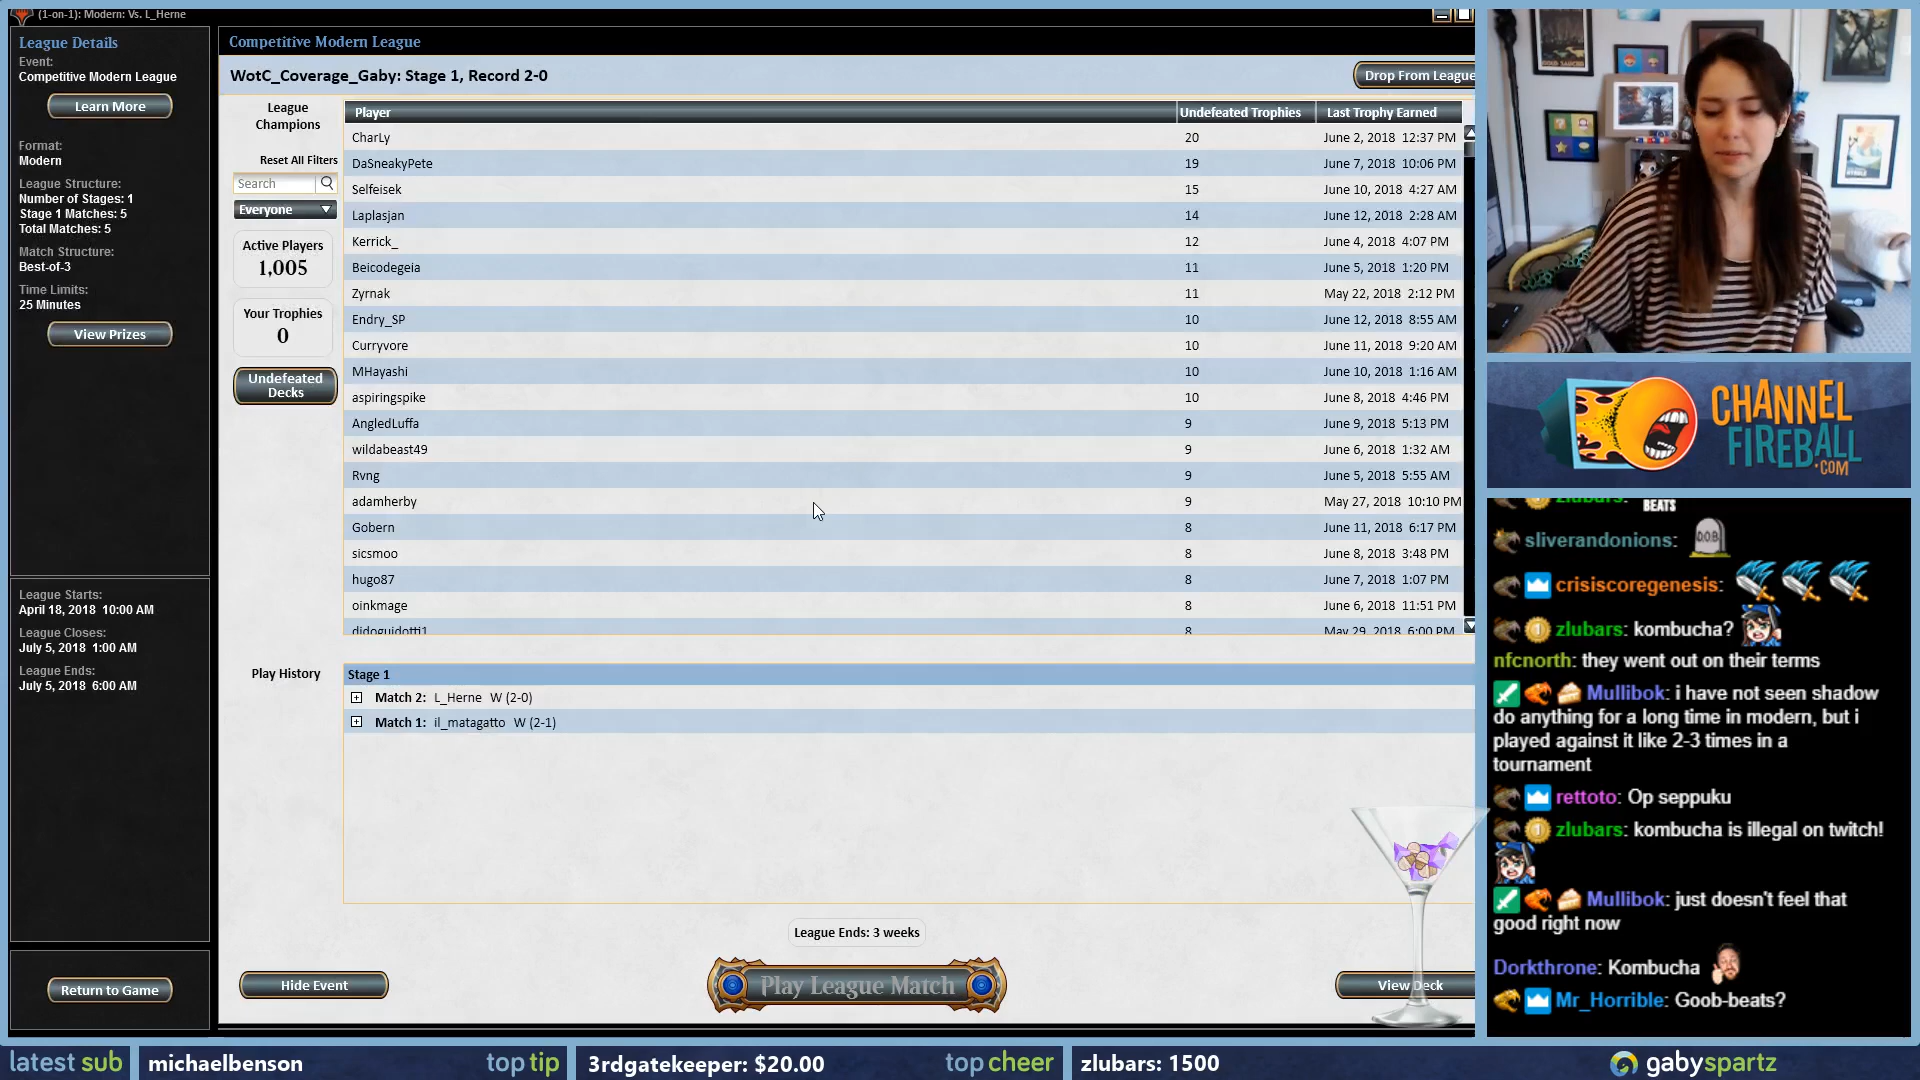 (1-on-1): Modern: Vs. L_Herne
League Details
Event:
Competitive Modern League
Learn More
Format:
Modern
League Structure:
Number of Stages: 1
Stage 1 Matches: 5
Total Matches: 5
Match Structure:
Best-of-3
Time Limits:
25 Minutes
View Prizes
League Starts:
April 18, 2018 10:00 AM
League Closes:
July 5, 2018 1:00 AM
League Ends:
July 5, 2018 6:00 AM
Return to Game
Competitive Modern League
WotC_Coverage_Gaby: Stage 1, Record 2-0
Drop From League
League
Champions
Reset All Filters
Search
Everyone
Active Players
1,005
Your Trophies
0
Undefeated
Decks
Player Undefeated Trophies Last Trophy Earned
CharLy 20 June 2, 2018 12:37 PM
DaSneakyPete 19 June 7, 2018 10:06 PM
Selfeisek 15 June 10, 2018 4:27 AM
Laplasjan 14 June 12, 2018 2:28 AM
Kerrick_ 12 June 4, 2018 4:07 PM
Beicodegeia 11 June 5, 2018 1:20 PM
Zyrnak 11 May 22, 2018 2:12 PM
Endry_SP 10 June 12, 2018 8:55 AM
Curryvore 10 June 11, 2018 9:20 AM
MHayashi 10 June 10, 2018 1:16 AM
aspiringspike 10 June 8, 2018 4:46 PM
AngledLuffa 9 June 9, 2018 5:13 PM
wildabeast49 9 June 6, 2018 1:32 AM
Rvng 9 June 5, 2018 5:55 AM
adamherby 9 May 27, 2018 10:10 PM
Gobern 8 June 11, 2018 6:17 PM
sicsmoo 8 June 8, 2018 3:48 PM
hugo87 8 June 7, 2018 1:07 PM
oinkmage 8 June 6, 2018 11:51 PM
didoguidotti1 8 May 29, 2018 6:00 PM
Play History
Stage 1
Match 2: L_Herne W (2-0)
Match 1: il_matagatto W (2-1)
League Ends: 3 weeks
Hide Event
Play League Match
View Deck
CHANNEL
FIREBALL
.COM
zlubars: BEATS
sliverandonions: D.O.B.
crisiscoregenesis:
zlubars: kombucha?
nfcnorth: they went out on their terms
Mullibok: i have not seen shadow
do anything for a long time in modern, but i
played against it like 2-3 times in a
tournament
rettoto: Op seppuku
zlubars: kombucha is illegal on twitch!
Mullibok: just doesn't feel that
good right now
Dorkthrone: Kombucha
Mr_Horrible: Goob-beats?
latest sub michaelbenson
top tip 3rdgatekeeper: $20.00
top cheer zlubars: 1500
gabyspartz